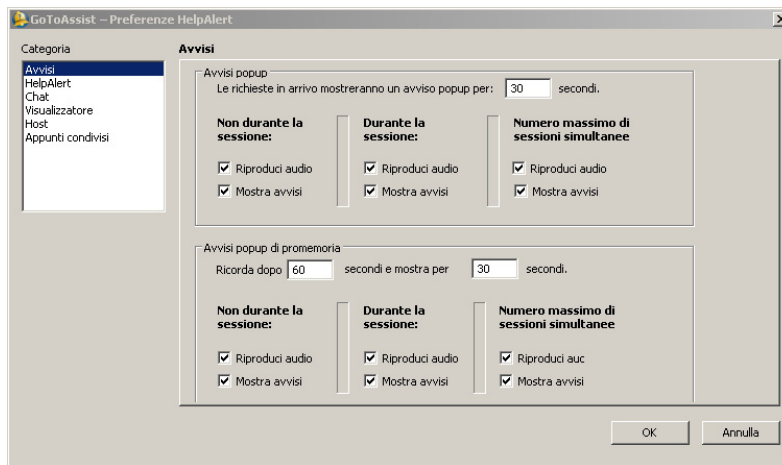 GoToAssist – Preferenze HelpAlert
Categoria
Avvisi
HelpAlert
Chat
Visualizzatore
Host
Appunti condivisi
Avvisi
Avvisi popup
Le richieste in arrivo mostreranno un avviso popup per: 30 secondi.
Non durante la sessione:
Durante la sessione:
Numero massimo di sessioni simultanee
Riproduci audio Riproduci audio Riproduci audio
Mostra avvisi Mostra avvisi Mostra avvisi
Avvisi popup di promemoria
Ricorda dopo 60 secondi e mostra per 30 secondi.
Non durante la sessione:
Durante la sessione:
Numero massimo di sessioni simultanee
Riproduci audio Riproduci audio Riproduci auc
Mostra avvisi Mostra avvisi Mostra avvisi
OK Annulla